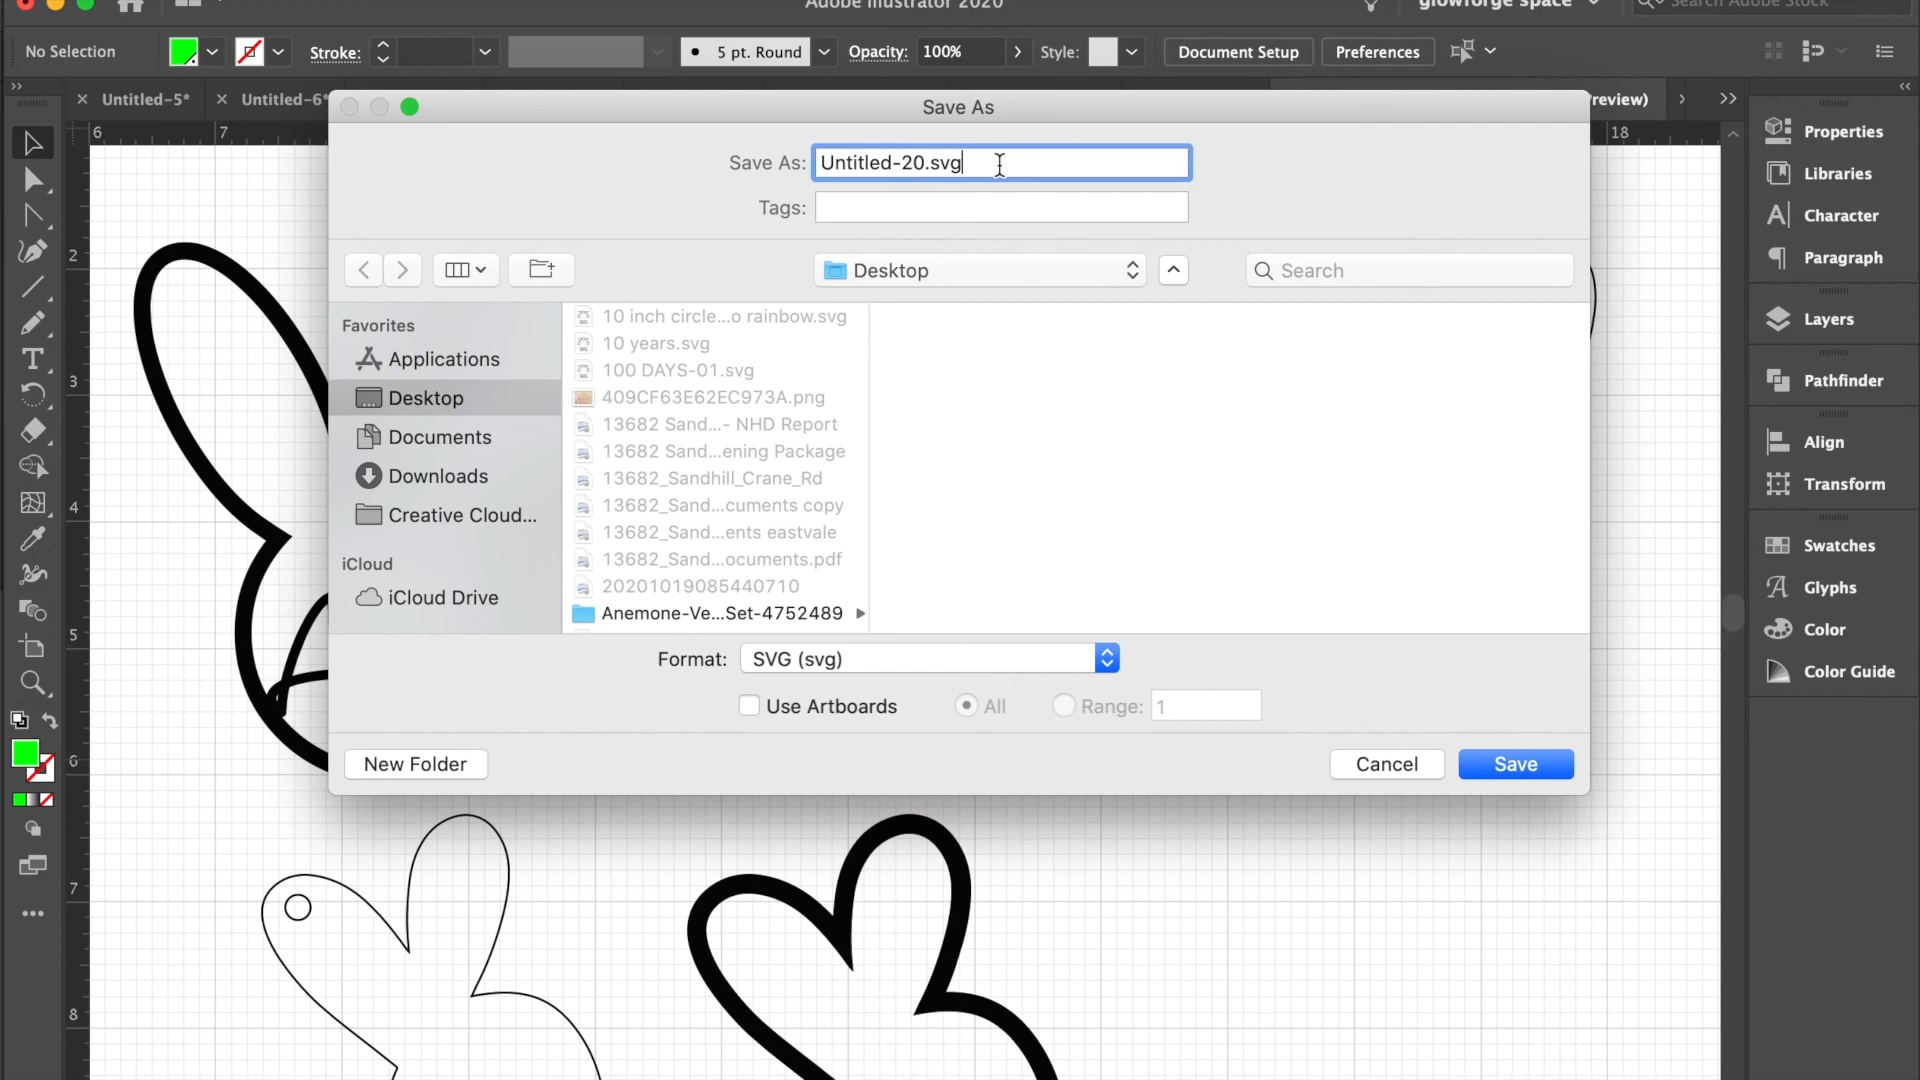 Adobe Illustrator 2020
glowforge space
Search Adobe Stock
No Selection
Stroke:
5 pt. Round
Opacity:
100%
Style:
Document Setup
Preferences
Untitled-5*
Untitled-6*
review)
6
7
18
2
3
4
5
6
7
8
Save As
Save As:
Untitled-20.svg
Tags:
Desktop
Search
Favorites
Applications
Desktop
Documents
Downloads
Creative Cloud...
iCloud
iCloud Drive
10 inch circle...o rainbow.svg
10 years.svg
100 DAYS-01.svg
409CF63E62EC973A.png
13682 Sand...- NHD Report
13682 Sand...ening Package
13682_Sandhill_Crane_Rd
13682_Sand...cuments copy
13682_Sand...ents eastvale
13682_Sand...ocuments.pdf
20201019085440710
Anemone-Ve...Set-4752489
Format:
SVG (svg)
Use Artboards
All
Range:
1
New Folder
Cancel
Save
Properties
Libraries
Character
Paragraph
Layers
Pathfinder
Align
Transform
Swatches
Glyphs
Color
Color Guide